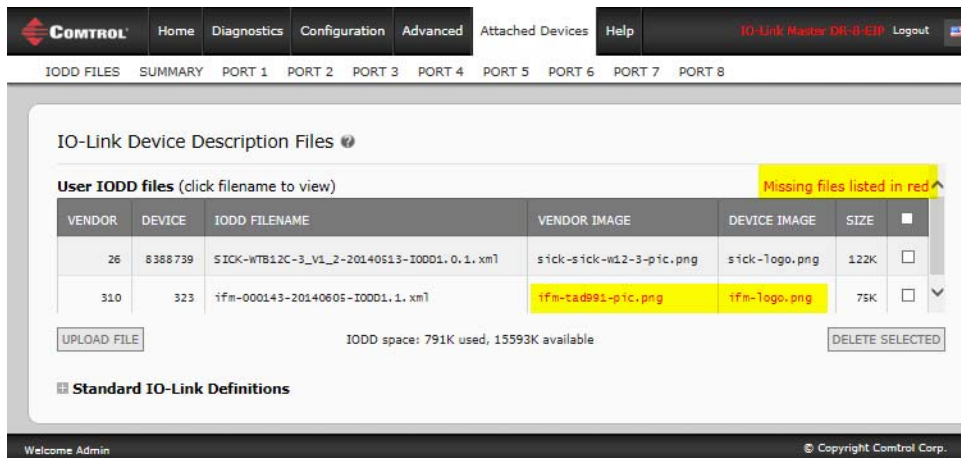 COMTROL Home Diagnostics Configuration Advanced Attached Devices Help IO-Link Master DR-8-EIP Logout
IODD FILES SUMMARY PORT 1 PORT 2 PORT 3 PORT 4 PORT 5 PORT 6 PORT 7 PORT 8
IO-Link Device Description Files ?
User IODD files (click filename to view) Missing files listed in red
VENDOR DEVICE IODD FILENAME VENDOR IMAGE DEVICE IMAGE SIZE
26 8388739 SICK-WTB12C-3_V1_2-20140513-IODD1.0.1.xml sick-sick-w12-3-pic.png sick-logo.png 122K
310 323 ifm-000143-20140605-IODD1.1.xml ifm-tad991-pic.png ifm-logo.png 75K
UPLOAD FILE IODD space: 791K used, 15593K available DELETE SELECTED
Standard IO-Link Definitions
Welcome Admin © Copyright Comtrol Corp.